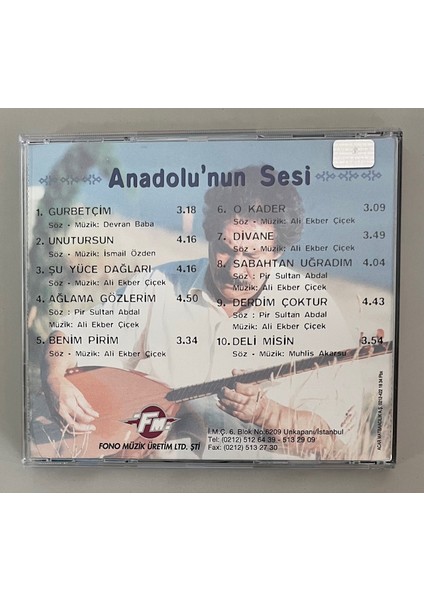 Anadolu'nun Sesi
1. GURBETÇİM 3.18
Söz - Müzik: Devran Baba
2. UNUTURSUN 4.16
Söz - Müzik: İsmail Özden
3. ŞU YÜCE DAĞLARI 4.16
Söz - Müzik: Ali Ekber Çiçek
4. AĞLAMA GÖZLERİM 4.50
Söz : Pir Sultan Abdal
Müzik: Ali Ekber Çiçek
5. BENİM PİRİM 3.34
Söz - Müzik: Ali Ekber Çiçek
6. O KADER 3.09
Söz - Müzik: Ali Ekber Çiçek
7. DİVANE 3.49
Söz - Müzik: Ali Ekber Çiçek
8. SABAHTAN UĞRADIM 4.04
Söz : Pir Sultan Abdal
Müzik: Ali Ekber Çiçek
9. DERDİM ÇOKTUR 4.43
Söz : Pir Sultan Abdal
Müzik: Ali Ekber Çiçek
10. DELİ MİSİN 3.54
Söz - Müzik: Muhlis Akarsu
FM
FONO MÜZİK ÜRETİM LTD. ŞTİ
İ.M.Ç. 6. Blok No:6209 Unkapanı/İstanbul
Tel: (0212) 512 64 39 - 513 29 09
Fax: (0212) 513 27 30